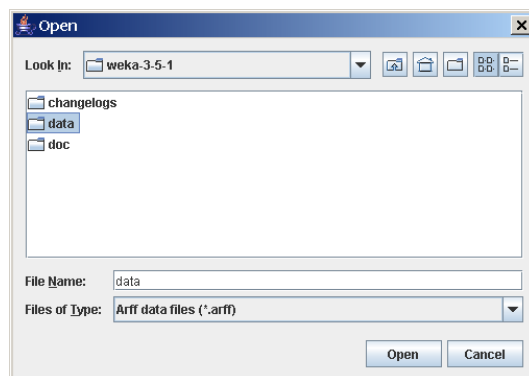 Open
Look In: weka-3-5-1
changelogs
data
doc
File Name: data
Files of Type: Arff data files (*.arff)
Open Cancel